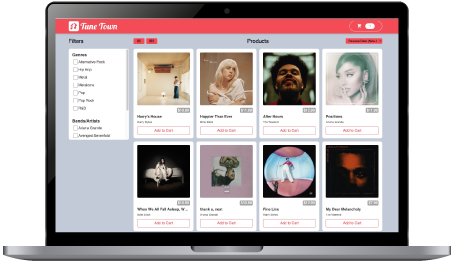 Tune Town
1
Filters
Products
Genres
Alternative Rock
Hip Hop
Metal
Metalcore
Pop
Pop Rock
R&B
Bands/Artists
Ariana Grande
Avenged Sevenfold
Harry's House
Harry Styles
Add to Cart
Happier Than Ever
Billie Eilish
Add to Cart
After Hours
The Weeknd
Add to Cart
Positions
Ariana Grande
Add to Cart
When We All Fall Asleep, W...
Billie Eilish
Add to Cart
thank u, next
Ariana Grande
Add to Cart
Fine Line
Harry Styles
Add to Cart
My Dear Melancholy,
The Weeknd
Add to Cart